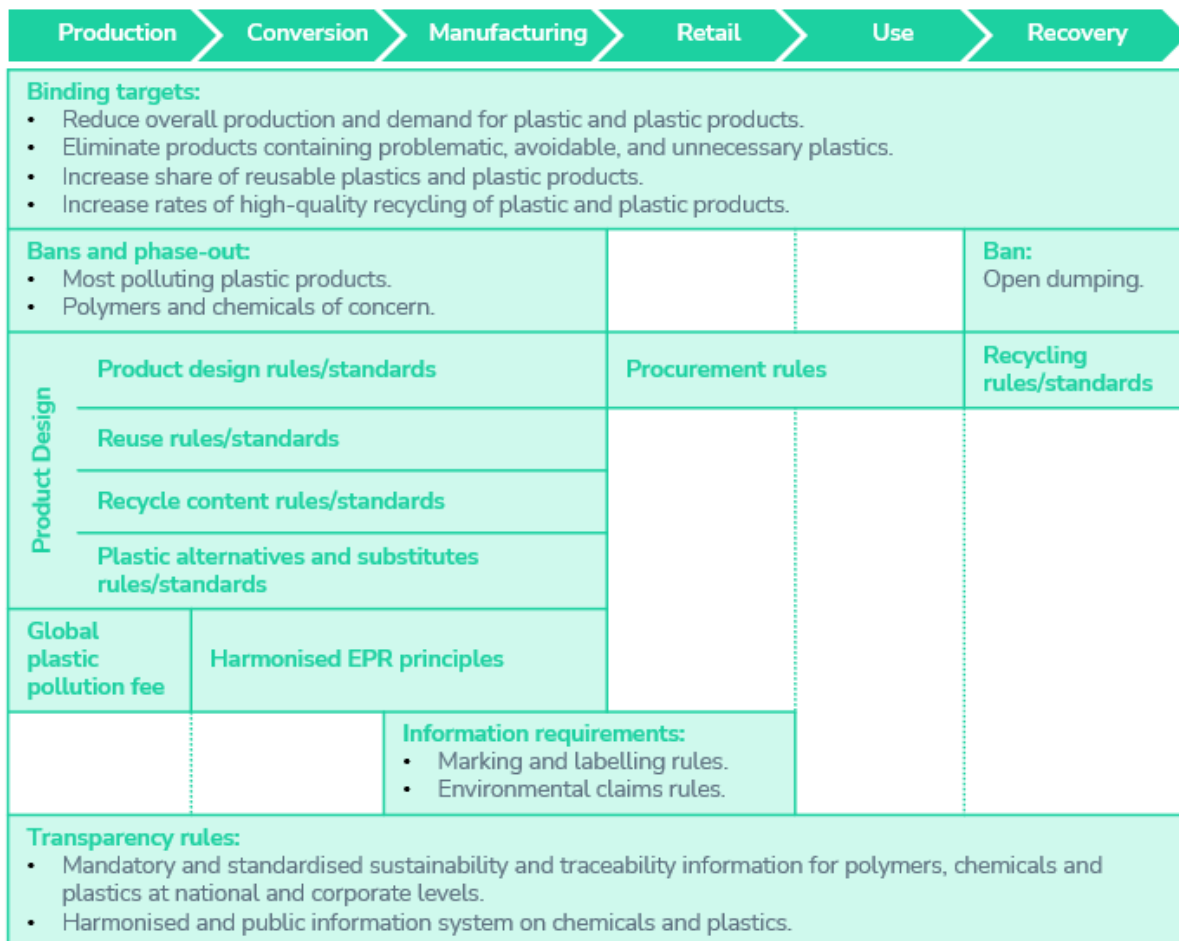 Production Conversion Manufacturing Retail Use Recovery
Binding targets:
• Reduce overall production and demand for plastic and plastic products.
• Eliminate products containing problematic, avoidable, and unnecessary plastics.
• Increase share of reusable plastics and plastic products.
• Increase rates of high-quality recycling of plastic and plastic products.
Bans and phase-out:
• Most polluting plastic products.
• Polymers and chemicals of concern.
Ban:
Open dumping.
Product Design
Product design rules/standards
Procurement rules
Recycling
rules/standards
Reuse rules/standards
Recycle content rules/standards
Plastic alternatives and substitutes
rules/standards
Global
plastic
pollution fee
Harmonised EPR principles
Information requirements:
• Marking and labelling rules.
• Environmental claims rules.
Transparency rules:
• Mandatory and standardised sustainability and traceability information for polymers, chemicals and
plastics at national and corporate levels.
• Harmonised and public information system on chemicals and plastics.